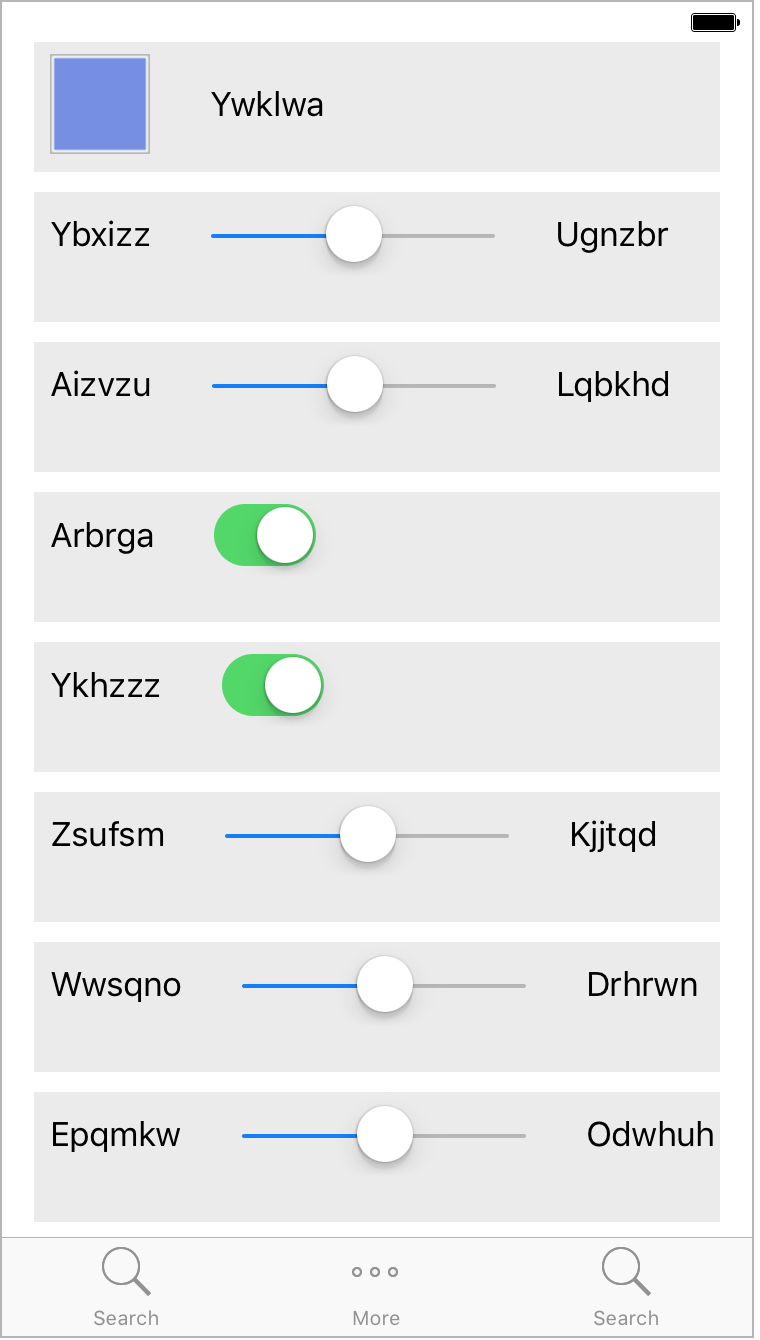 Ywklwa
Ybxizz Ugnzbr
Aizvzu Lqbkhd
Arbrga
Ykhzzz
Zsufsm Kjjtqd
Wwsqno Drhrwn
Epqmkw Odwhuh
Search More Search